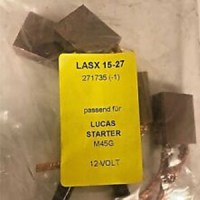 LASX 15-27
271735 (-1)
passend für
LUCAS
STARTER
M45G
12-VOLT